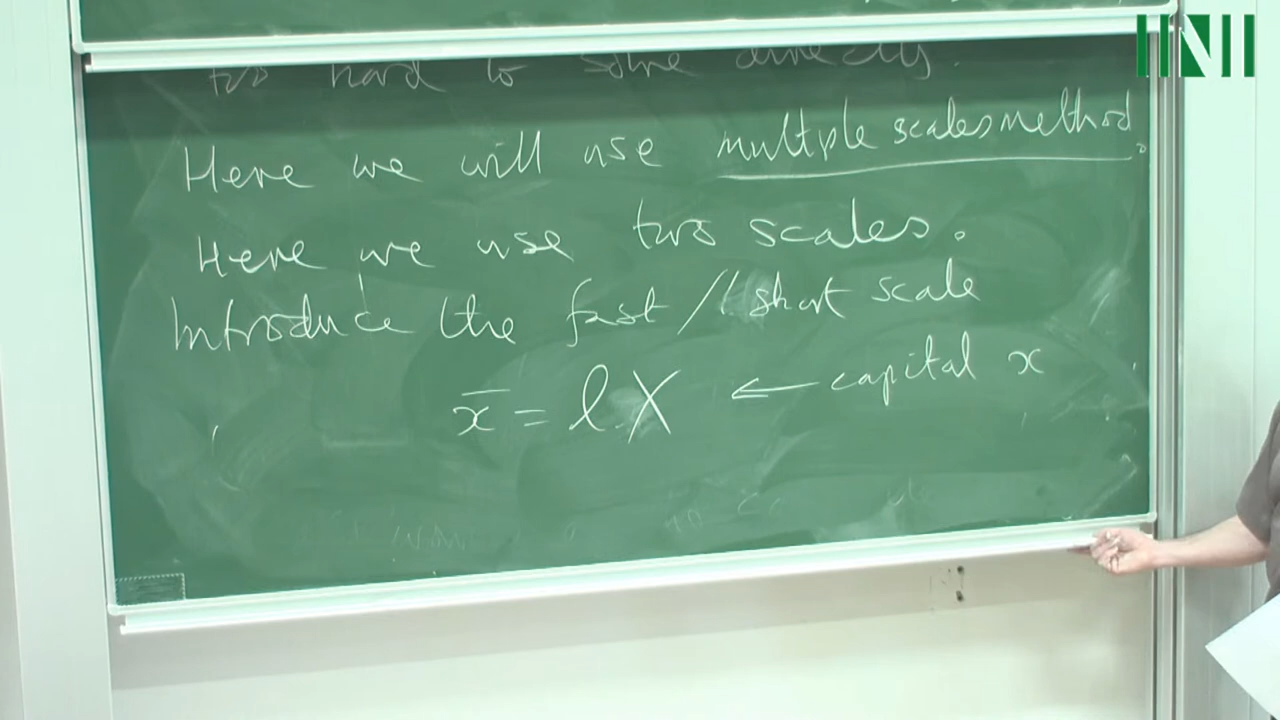 too hard to solve directly.
Here we will use multiple scales method.
Here we use two scales.
Introduce the fast // short scale
x̄ = l X ← capital x